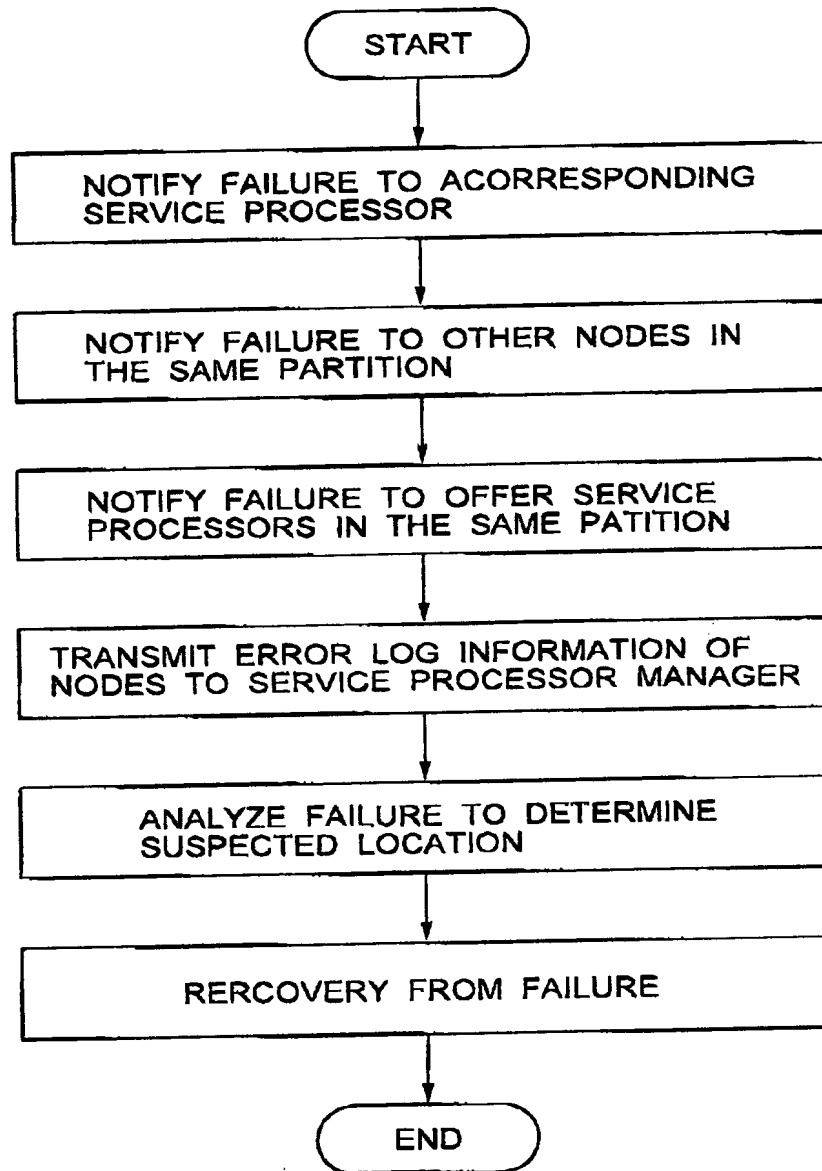 START
NOTIFY FAILURE TO ACORRESPONDING
SERVICE PROCESSOR
NOTIFY FAILURE TO OTHER NODES IN
THE SAME PARTITION
NOTIFY FAILURE TO OFFER SERVICE
PROCESSORS IN THE SAME PATITION
TRANSMIT ERROR LOG INFORMATION OF
NODES TO SERVICE PROCESSOR MANAGER
ANALYZE FAILURE TO DETERMINE
SUSPECTED LOCATION
RERCOVERY FROM FAILURE
END